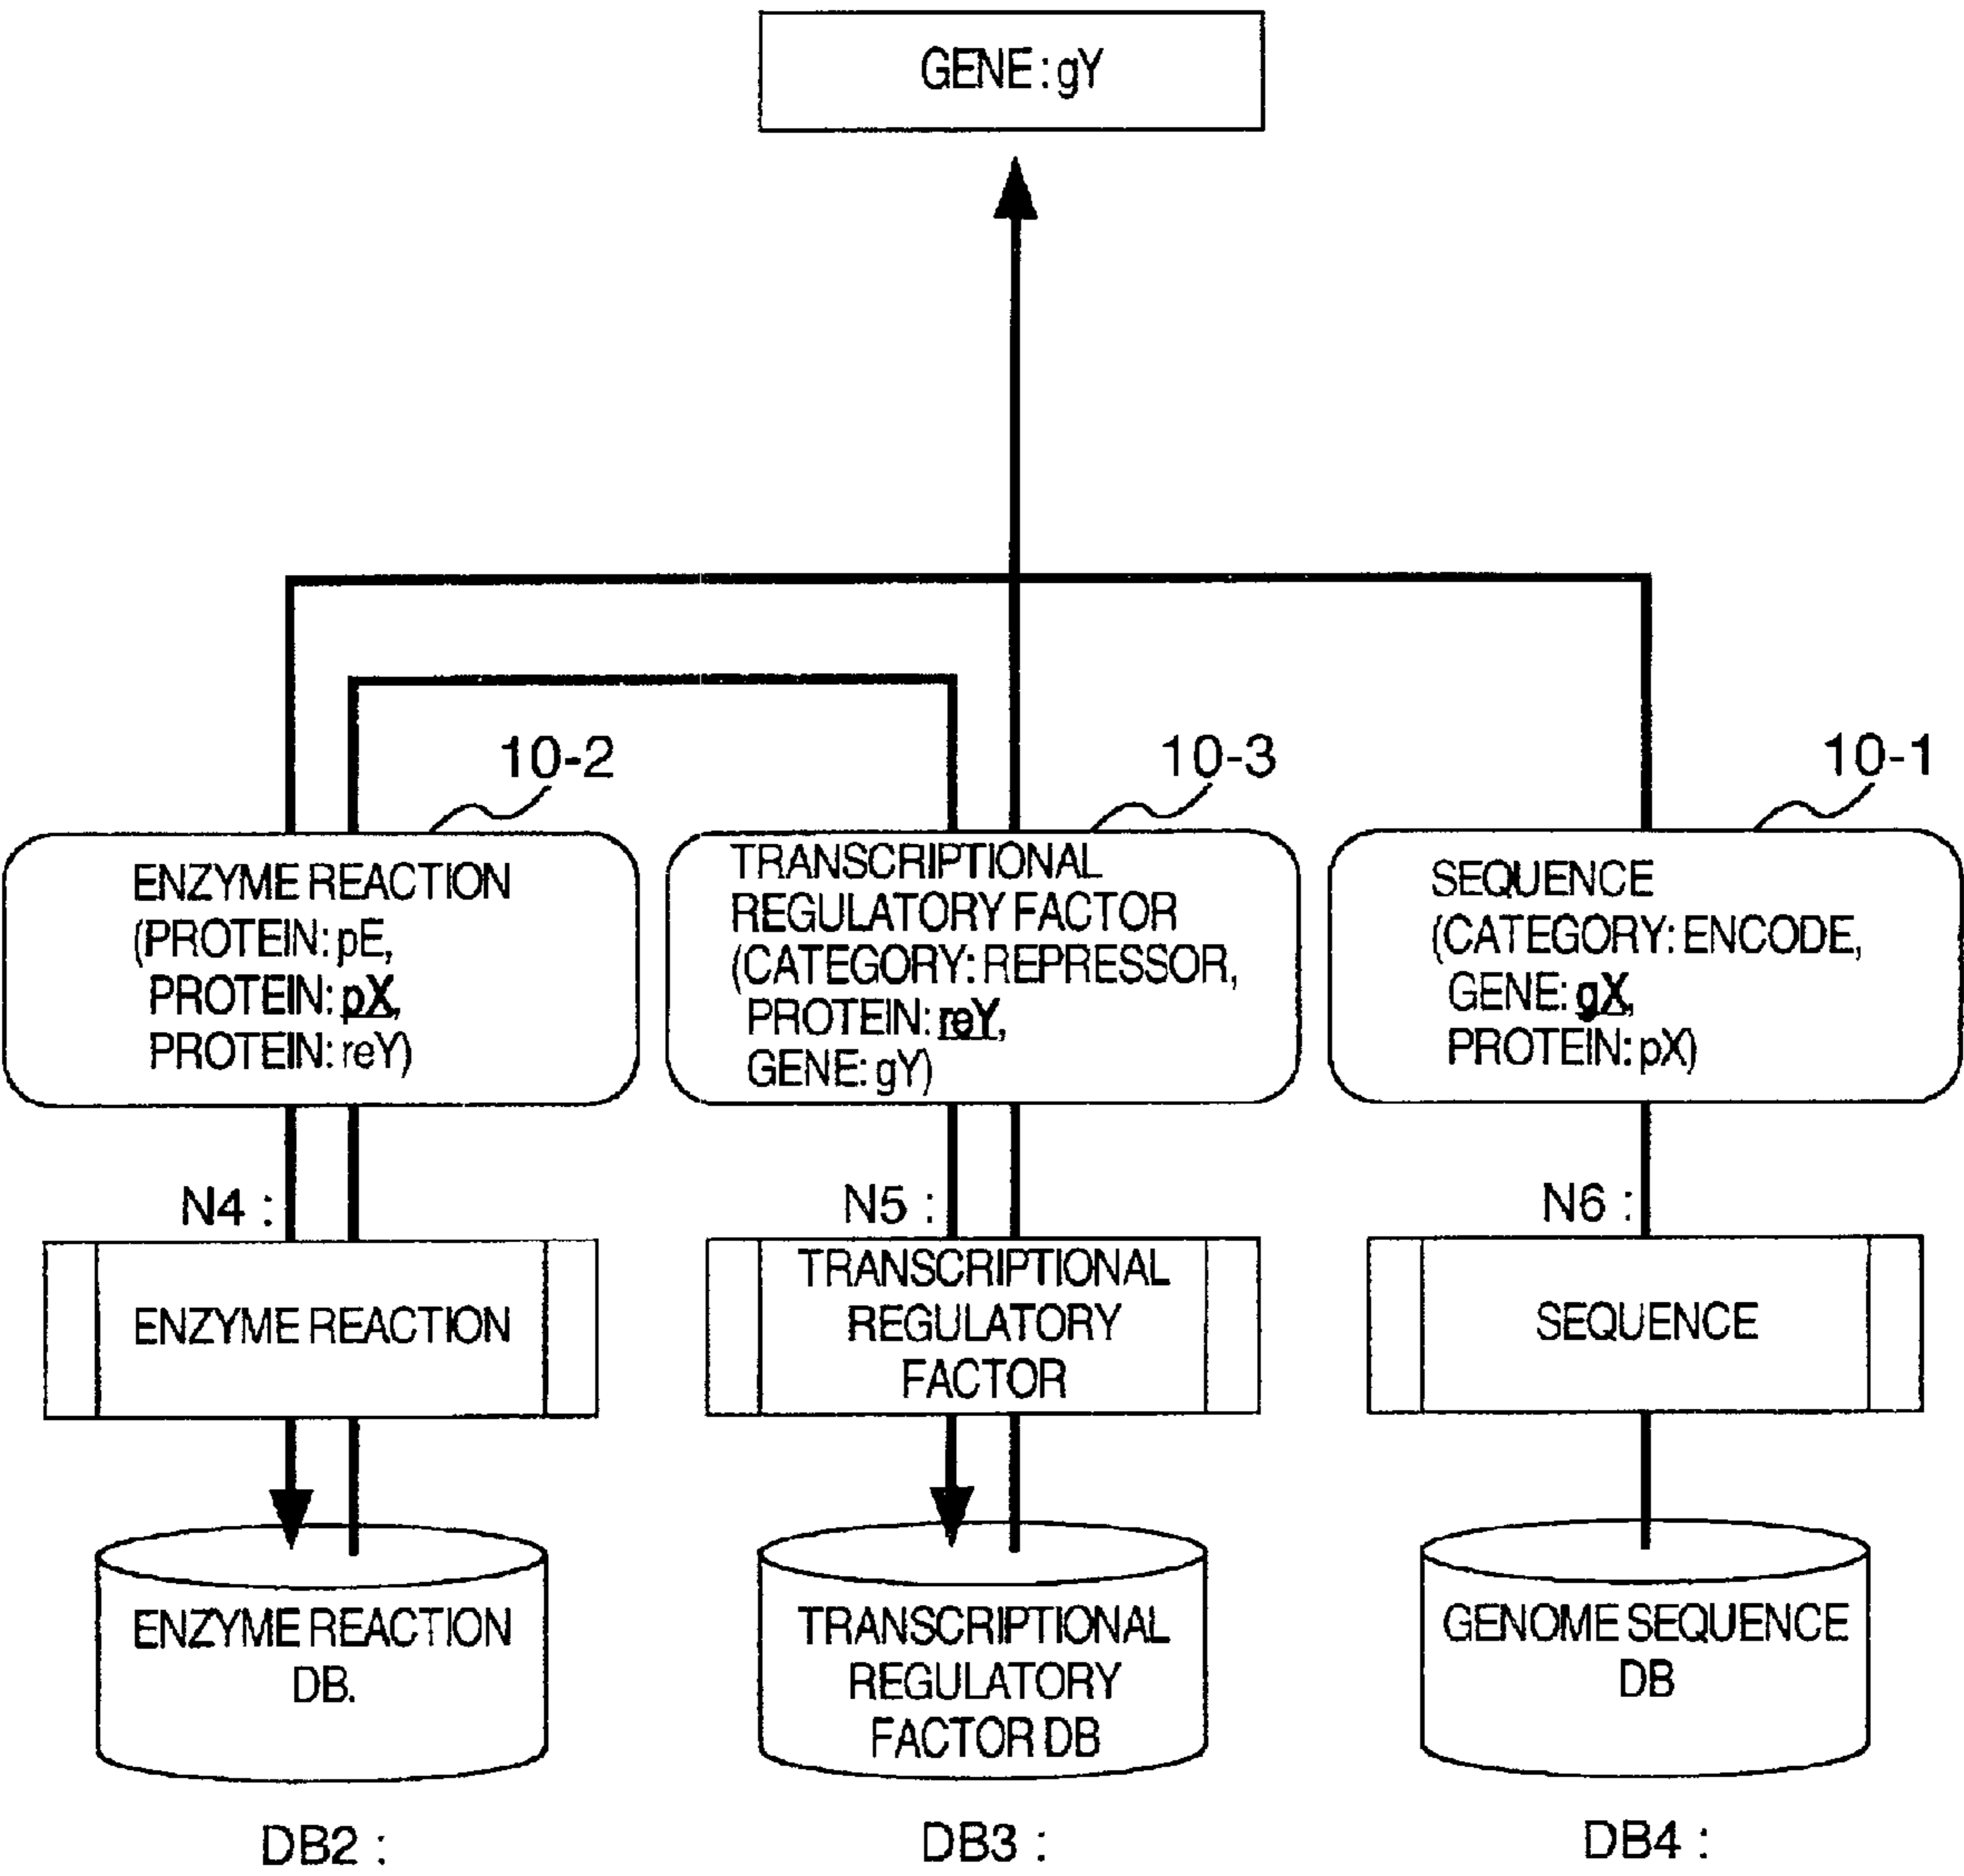 GENE:gY
10-2
10-3
10-1
ENZYME REACTION
(PROTEIN:pE,
PROTEIN:pX,
PROTEIN:reY)
TRANSCRIPTIONAL
REGULATORY FACTOR
(CATEGORY:REPRESSOR,
PROTEIN:reY,
GENE:gY)
SEQUENCE
(CATEGORY:ENCODE,
GENE:gX,
PROTEIN:pX)
N4 :
N5 :
N6 :
ENZYME REACTION
TRANSCRIPTIONAL
REGULATORY
FACTOR
SEQUENCE
ENZYME REACTION
DB.
TRANSCRIPTIONAL
REGULATORY
FACTOR DB
GENOME SEQUENCE
DB
DB2 :
DB3 :
DB4 :